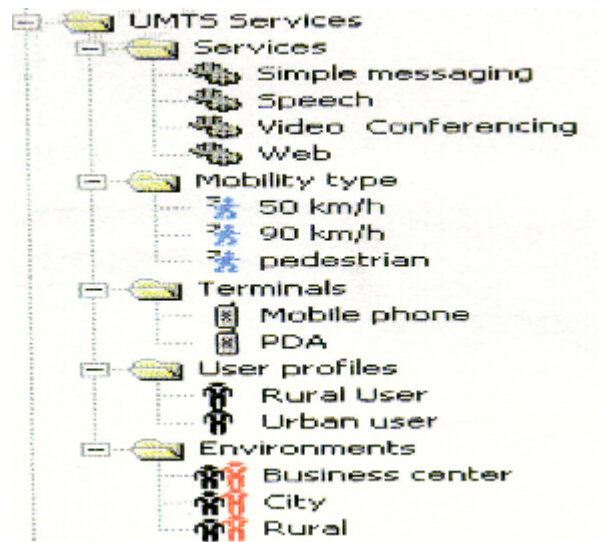 UMTS Services
Services
Simple messaging
Speech
Video Conferencing
Web
Mobility type
50 km/h
90 km/h
pedestrian
Terminals
Mobile phone
PDA
User profiles
Rural User
Urban user
Environments
Business center
City
Rural